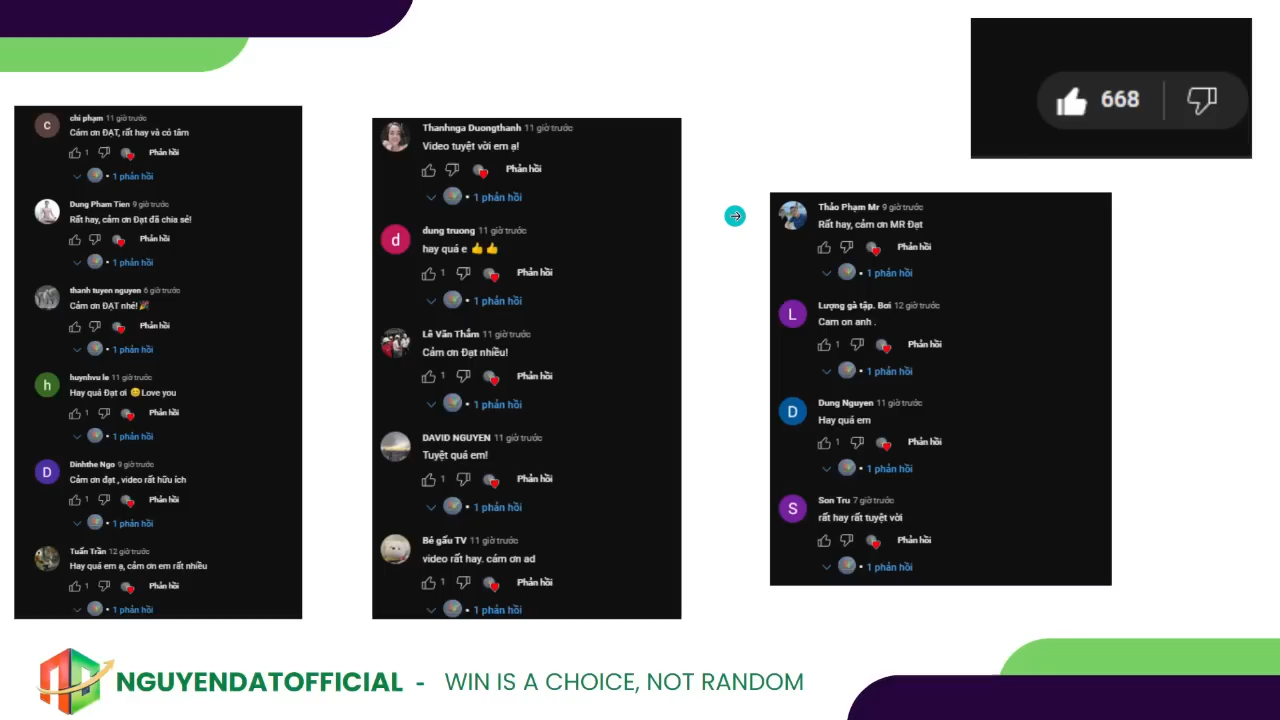 668
chi phạm 11 giờ trước
Cảm ơn ĐẠT, rất hay và có tâm
1 Phản hồi
• 1 phản hồi
Dung Pham Tien 9 giờ trước
Rất hay, cảm ơn Đạt đã chia sẻ!
Phản hồi
• 1 phản hồi
thanh tuyen nguyen 6 giờ trước
Cảm ơn ĐẠT nhé!🎉
Phản hồi
• 1 phản hồi
h
huynhvu le 11 giờ trước
Hay quá Đạt ơi 😊Love you
1 Phản hồi
• 1 phản hồi
D
Dinhthe Ngo 9 giờ trước
Cảm ơn đạt , video rất hữu ích
1 Phản hồi
• 1 phản hồi
Tuấn Trần 12 giờ trước
Hay quá em ạ, cảm ơn em rất nhiều
1 Phản hồi
• 1 phản hồi
Thanhnga Duongthanh 11 giờ trước
Video tuyệt vời em ạ!
Phản hồi
• 1 phản hồi
d
dung truong 11 giờ trước
hay quá e 👍👍
1 Phản hồi
• 1 phản hồi
Lê Văn Thắm 11 giờ trước
Cảm ơn Đạt nhiều!
1 Phản hồi
• 1 phản hồi
DAVID NGUYEN 11 giờ trước
Tuyệt quá em!
1 Phản hồi
• 1 phản hồi
Bé gấu TV 11 giờ trước
video rất hay. cảm ơn ad
1 Phản hồi
• 1 phản hồi
Thảo Phạm Mr 9 giờ trước
Rất hay, cảm ơn MR Đạt
Phản hồi
• 1 phản hồi
L
Lượng gà tập. Bơi 12 giờ trước
Cam on anh .
1 Phản hồi
• 1 phản hồi
D
Dung Nguyen 11 giờ trước
Hay quá em
1 Phản hồi
• 1 phản hồi
S
Son Tru 7 giờ trước
rất hay rất tuyệt vời
Phản hồi
• 1 phản hồi
NGUYENDATOFFICIAL - WIN IS A CHOICE, NOT RANDOM